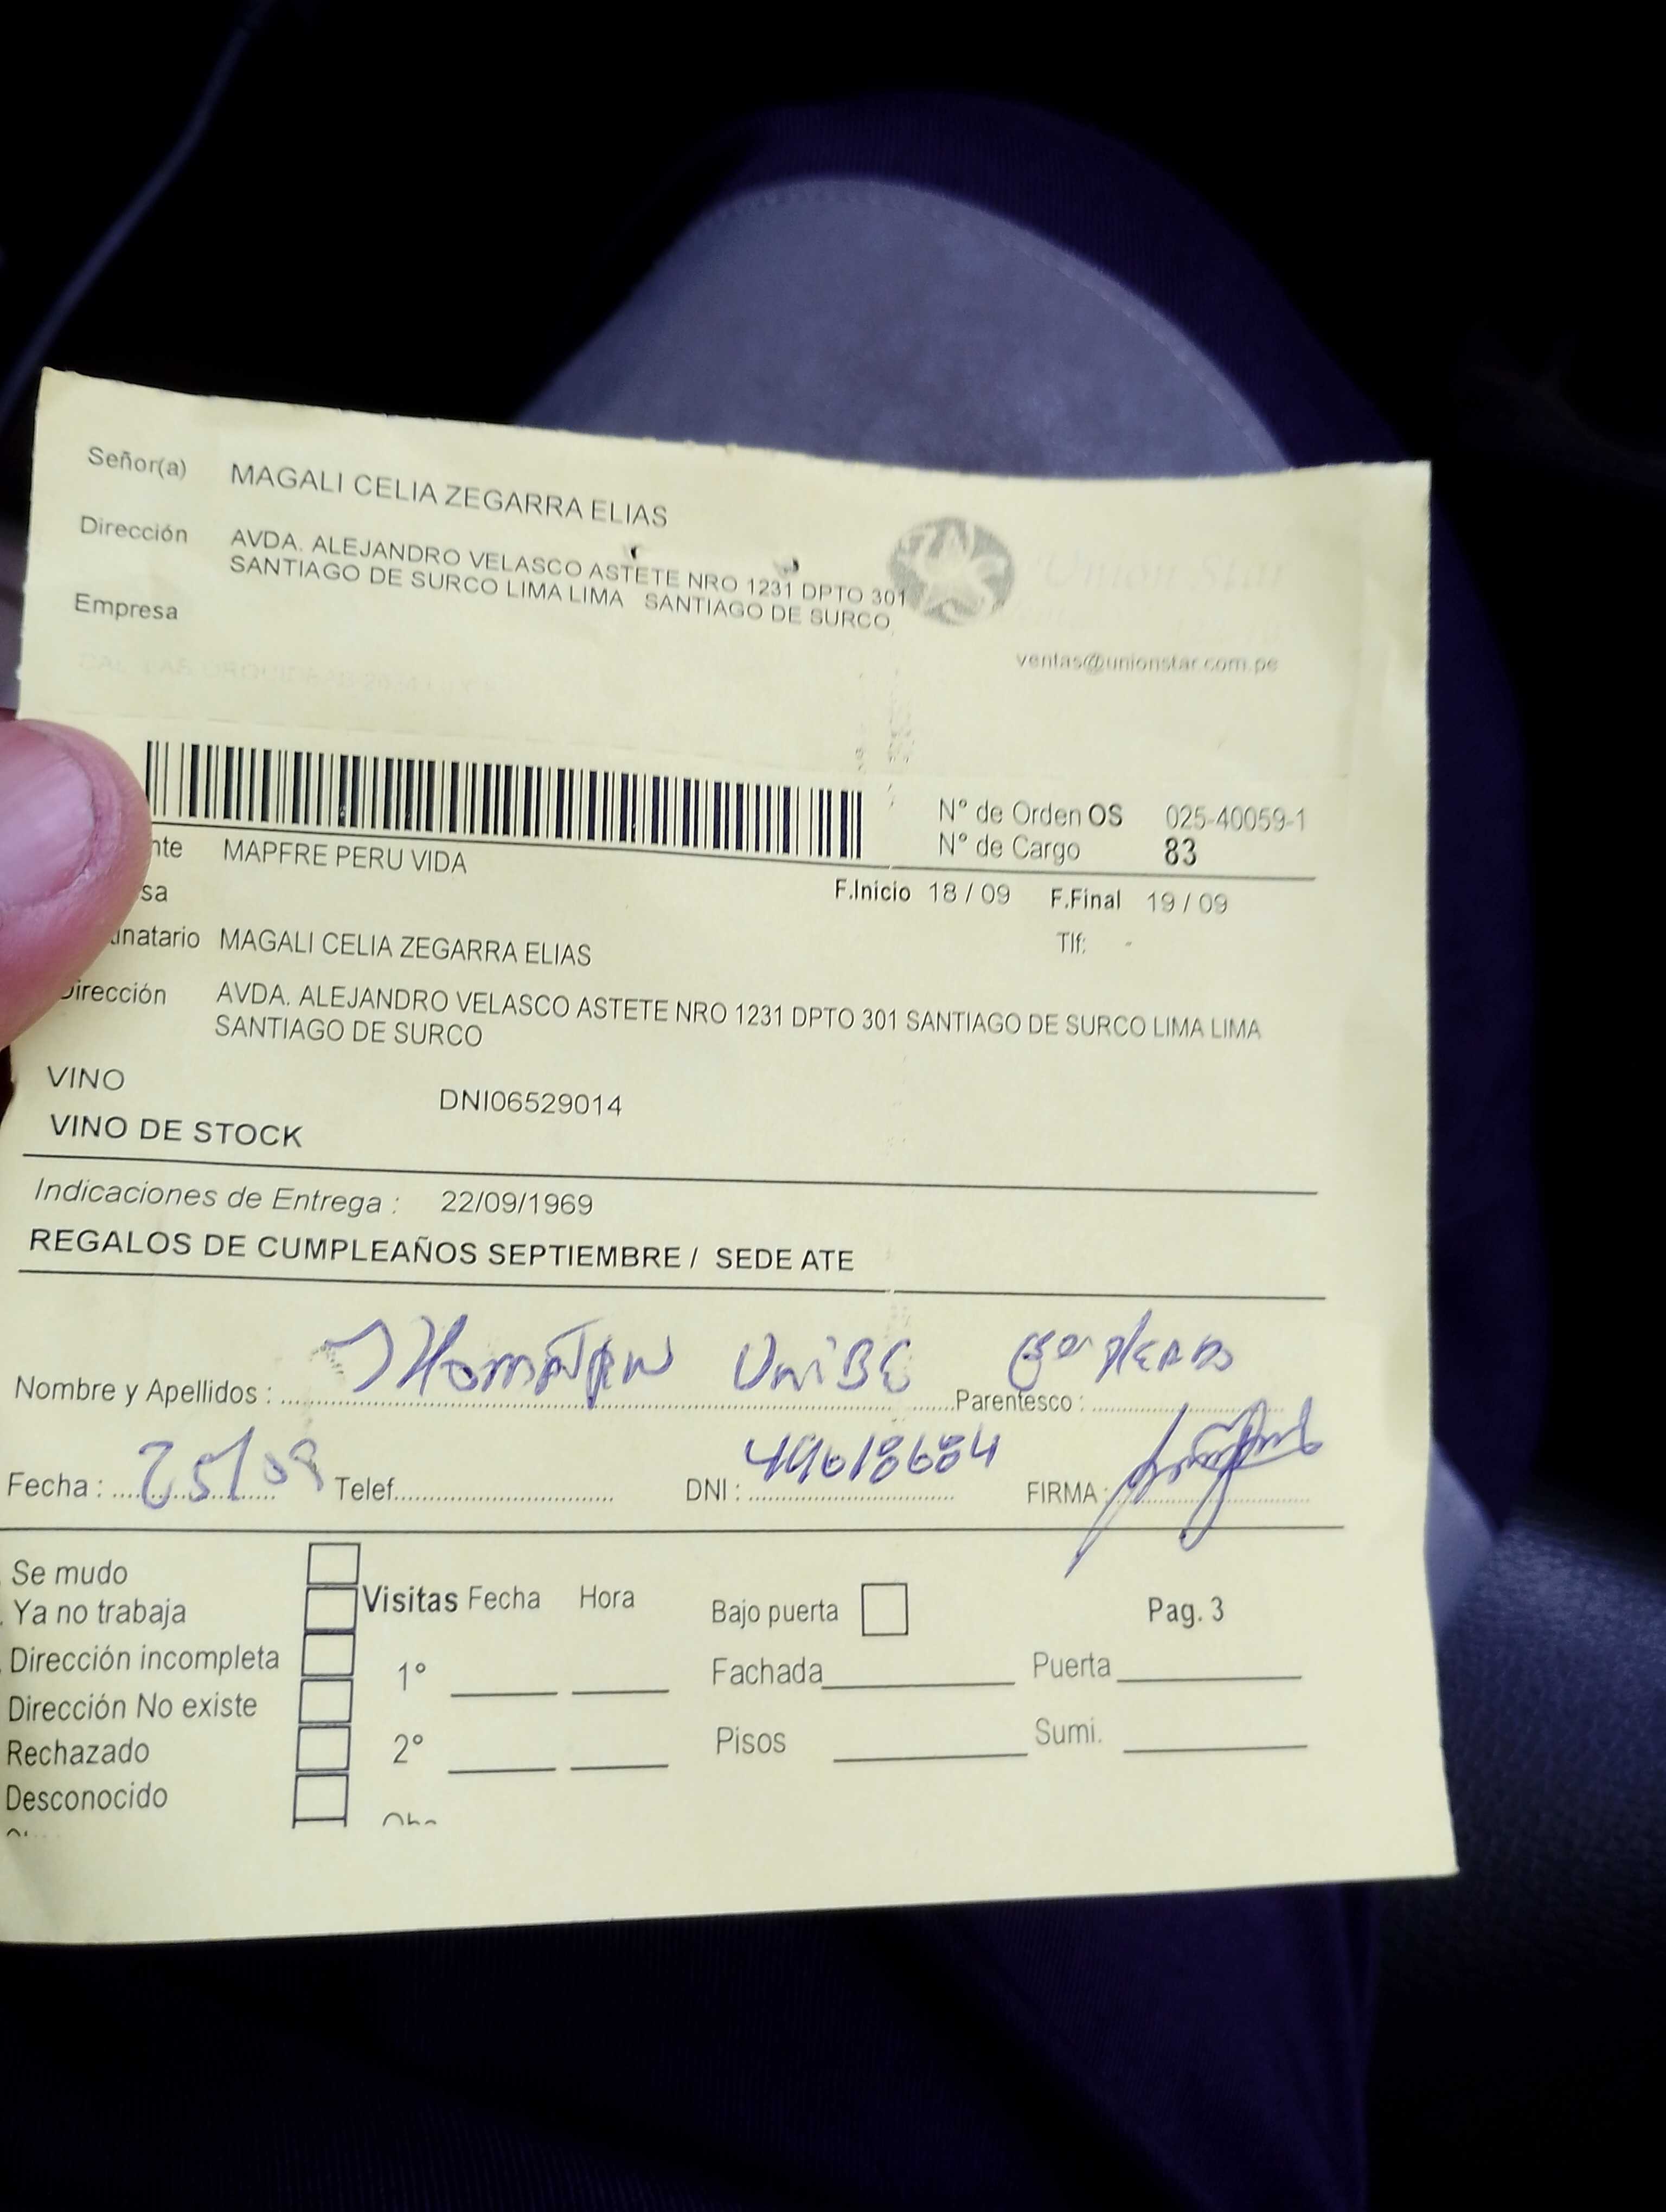 Señor(a) MAGALI CELIA ZEGARRA ELIAS
Dirección AVDA. ALEJANDRO VELASCO ASTETE NRO 1231 DPTO 301
SANTIAGO DE SURCO LIMA LIMA SANTIAGO DE SURCO
Empresa
Union Star
ventas@unionstar.com.pe
N° de Orden OS 025-40059-1
N° de Cargo 83
nte MAPFRE PERU VIDA
sa F.Inicio 18 / 09 F.Final 19 / 09
inatario MAGALI CELIA ZEGARRA ELIAS Tlf: -
Dirección AVDA. ALEJANDRO VELASCO ASTETE NRO 1231 DPTO 301 SANTIAGO DE SURCO LIMA LIMA
SANTIAGO DE SURCO
VINO
DNI06529014
VINO DE STOCK
Indicaciones de Entrega : 22/09/1969
REGALOS DE CUMPLEAÑOS SEPTIEMBRE / SEDE ATE
Nombre y Apellidos : UniBE Parentesco :
Fecha : 25/09 Telef. DNI : 44618684 FIRMA :
Se mudo
Ya no trabaja Visitas Fecha Hora Bajo puerta Pag. 3
Dirección incompleta 1° Fachada Puerta
Dirección No existe
Rechazado 2° Pisos Sumi.
Desconocido